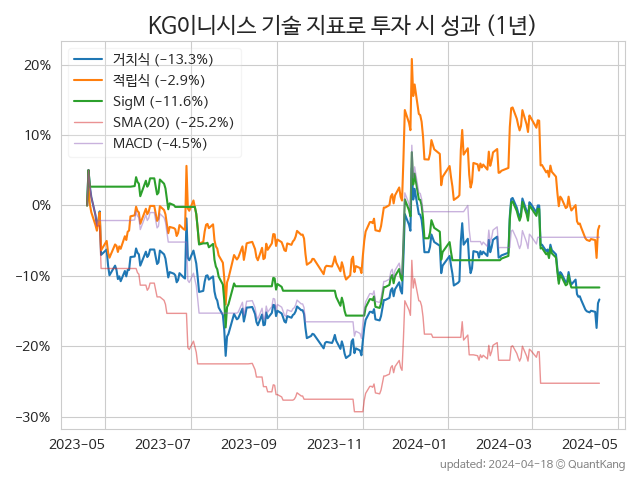 KG이니시스 기술 지표로 투자 시 성과 (1년)
거치식 (−13.3%)
적립식 (−2.9%)
SigM (−11.6%)
SMA(20) (−25.2%)
MACD (−4.5%)
20%
10%
0%
−10%
−20%
−30%
2023-05 2023-07 2023-09 2023-11 2024-01 2024-03 2024-05
updated: 2024-04-18 © QuantKang